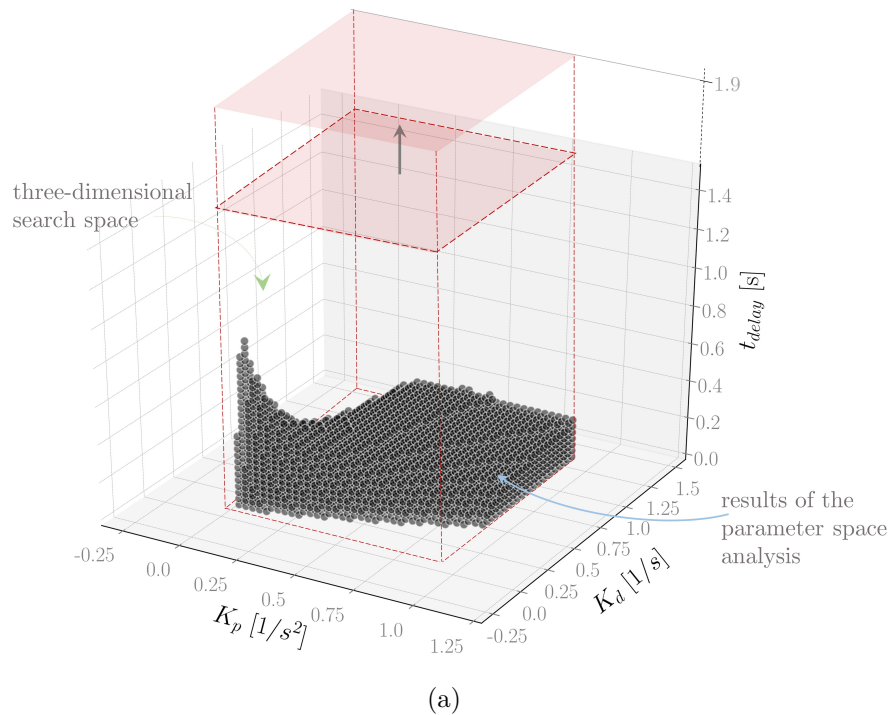 1.9
three-dimensional
search space
1.4
1.2
1.0
0.8
0.6
0.4
0.2
0.0
t_delay [s]
results of the
parameter space
analysis
-0.25
0.0
0.25
0.5
0.75
1.0
1.25
K_p [1/s²]
-0.25
0.0
0.25
0.5
0.75
1.0
1.25
1.5
K_d [1/s]
(a)